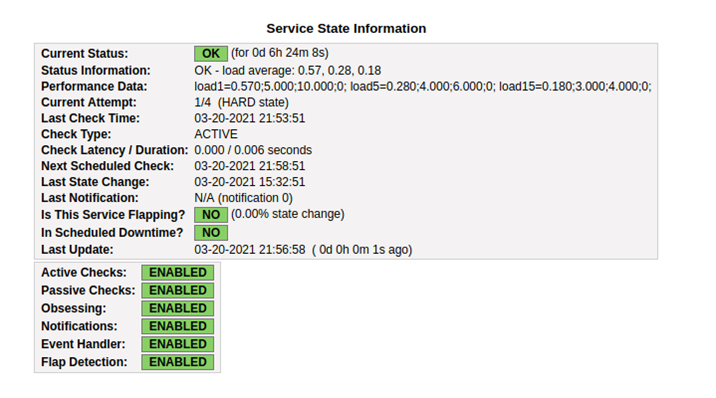 Service State Information
Current Status: OK (for 0d 6h 24m 8s)
Status Information: OK - load average: 0.57, 0.28, 0.18
Performance Data: load1=0.570;5.000;10.000;0; load5=0.280;4.000;6.000;0; load15=0.180;3.000;4.000;0;
Current Attempt: 1/4 (HARD state)
Last Check Time: 03-20-2021 21:53:51
Check Type: ACTIVE
Check Latency / Duration: 0.000 / 0.006 seconds
Next Scheduled Check: 03-20-2021 21:58:51
Last State Change: 03-20-2021 15:32:51
Last Notification: N/A (notification 0)
Is This Service Flapping? NO (0.00% state change)
In Scheduled Downtime? NO
Last Update: 03-20-2021 21:56:58 ( 0d 0h 0m 1s ago)
Active Checks: ENABLED
Passive Checks: ENABLED
Obsessing: ENABLED
Notifications: ENABLED
Event Handler: ENABLED
Flap Detection: ENABLED